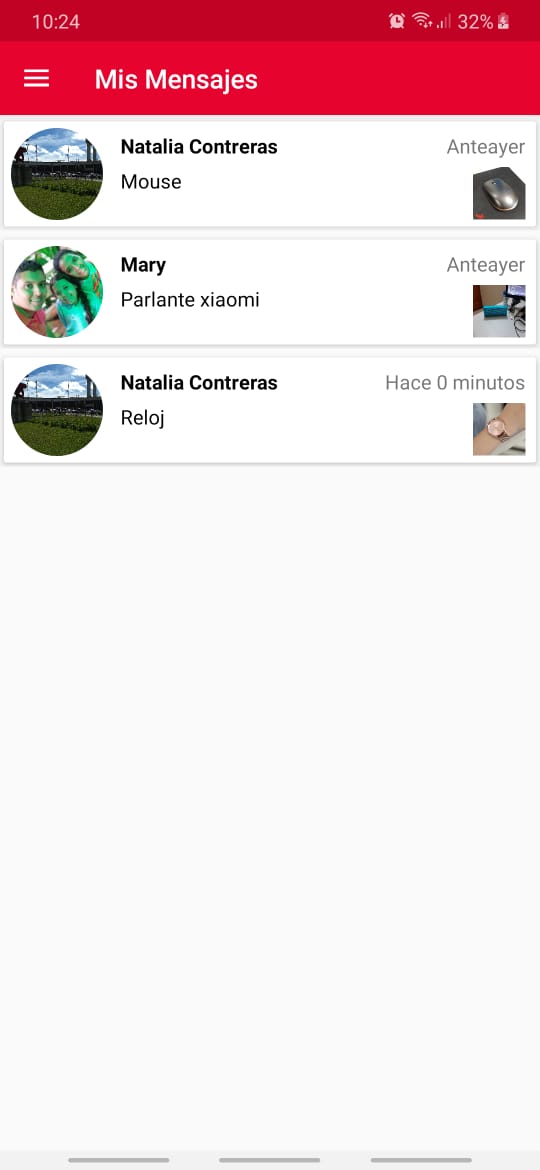 10:24
32%
Mis Mensajes
Natalia Contreras
Anteayer
Mouse
Mary
Anteayer
Parlante xiaomi
Natalia Contreras
Hace 0 minutos
Reloj